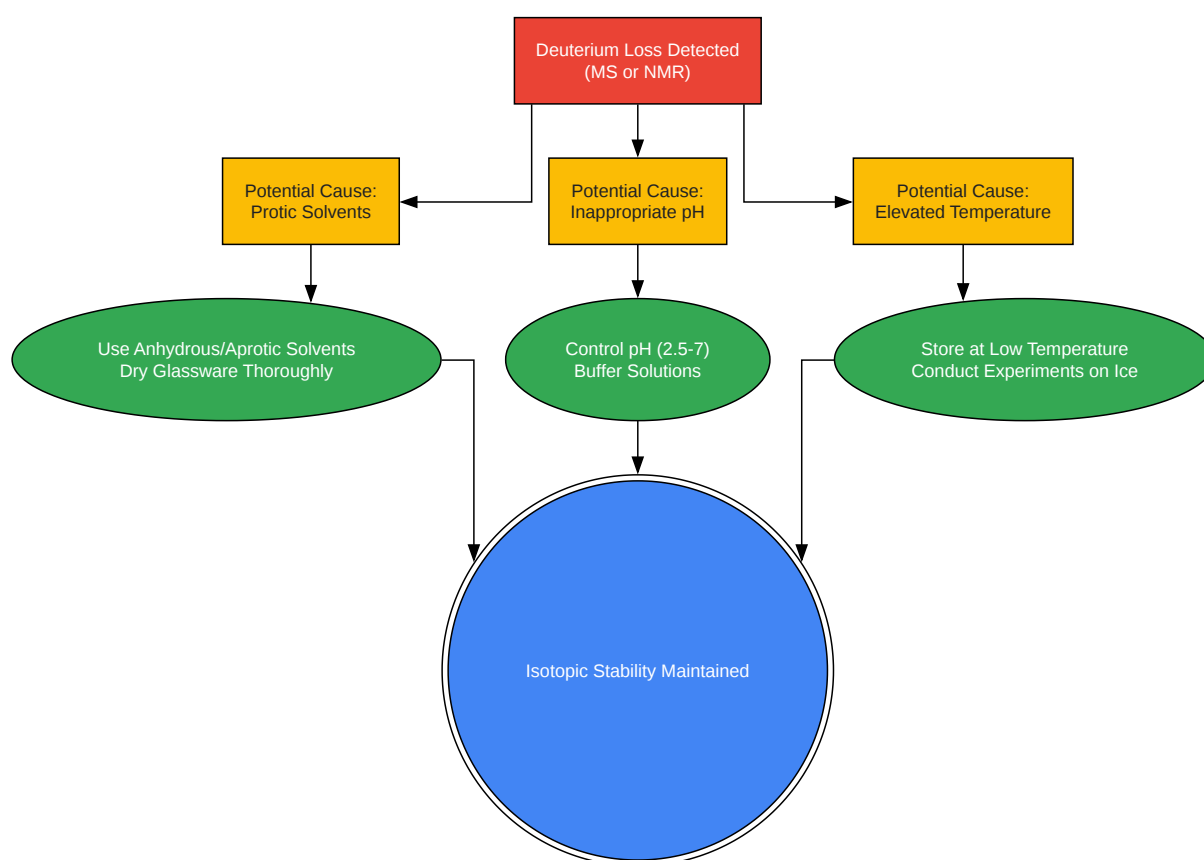 Deuterium Loss Detected
(MS or NMR)
Potential Cause:
Protic Solvents
Potential Cause:
Inappropriate pH
Potential Cause:
Elevated Temperature
Use Anhydrous/Aprotic Solvents
Dry Glassware Thoroughly
Control pH (2.5-7)
Buffer Solutions
Store at Low Temperature
Conduct Experiments on Ice
Isotopic Stability Maintained